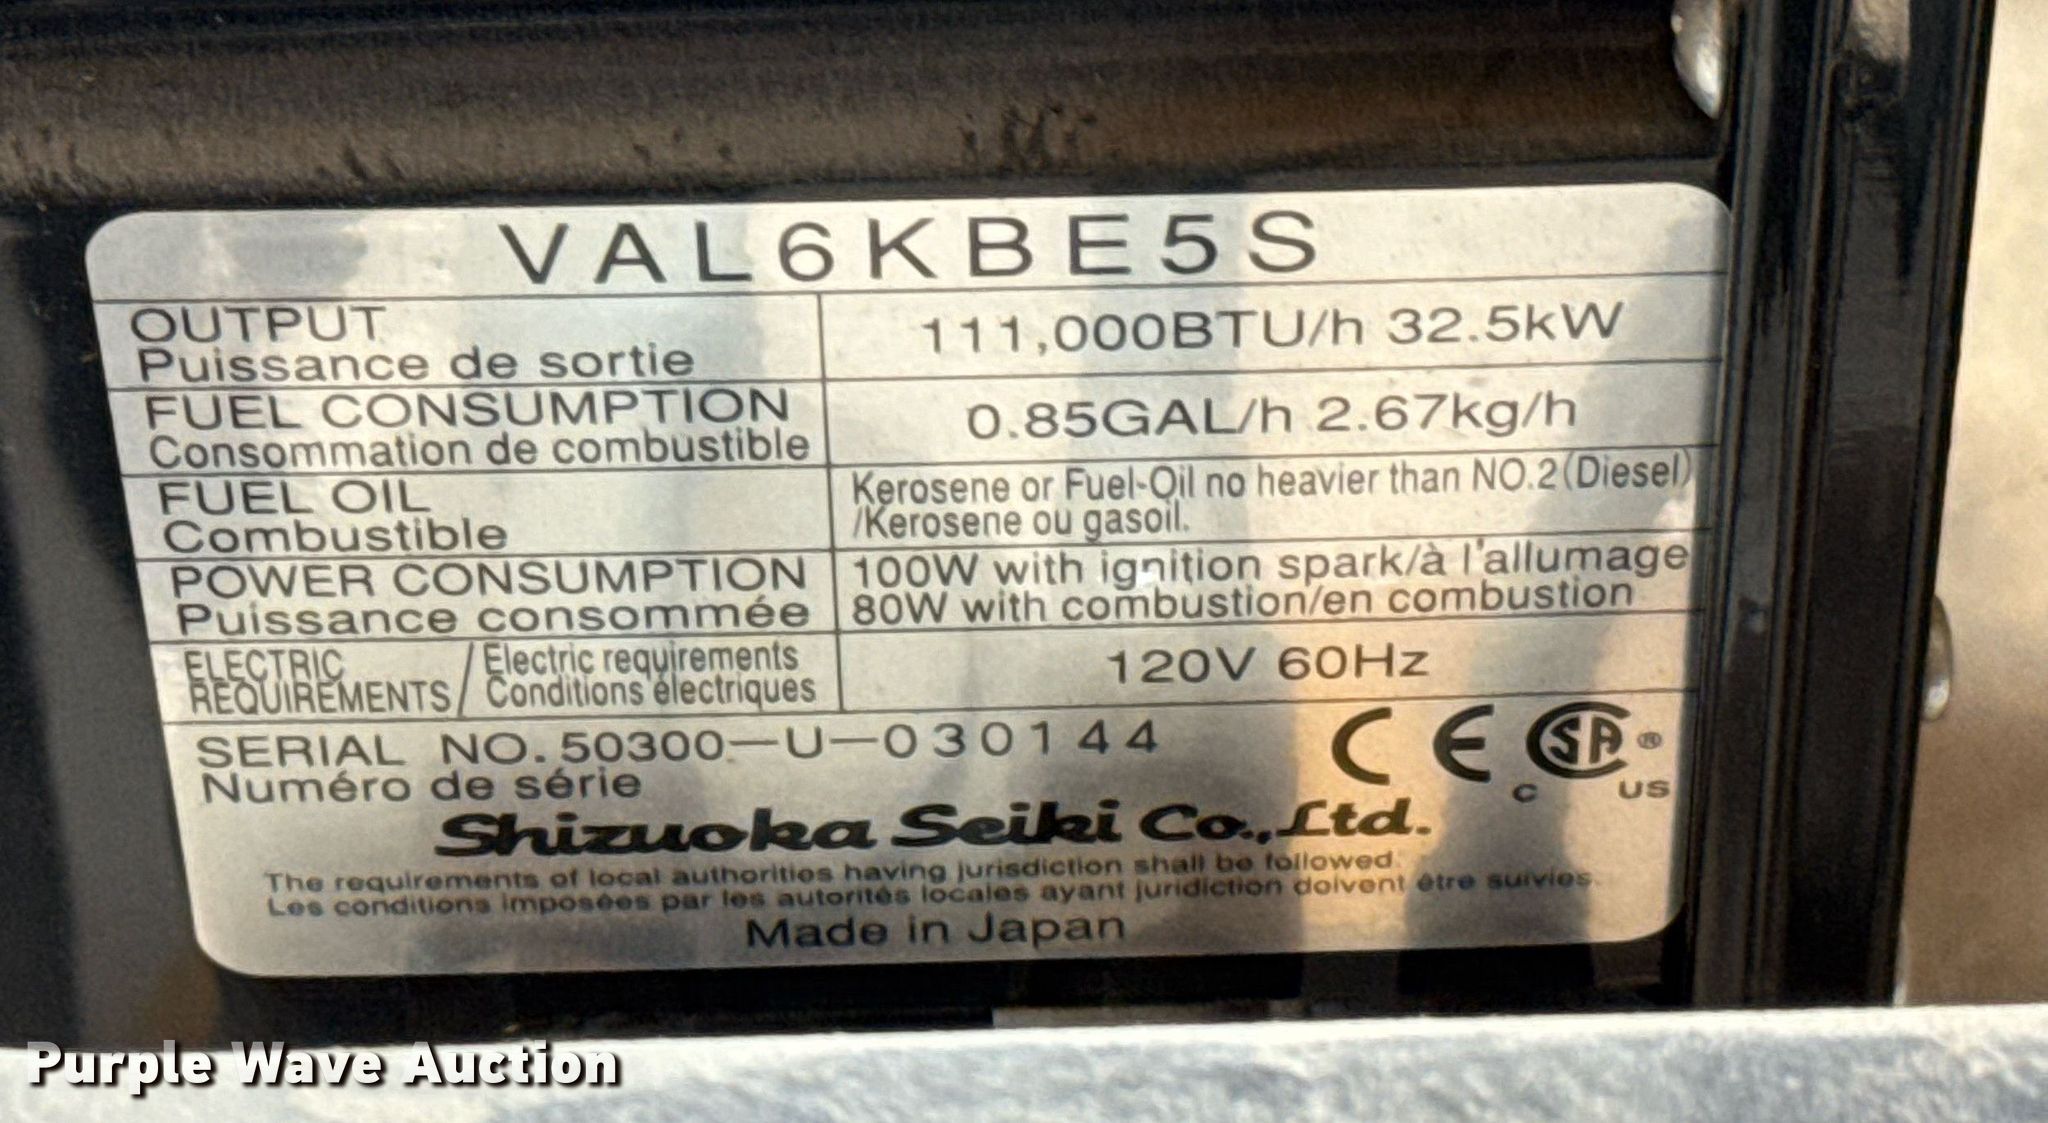 VAL6KBE5S
OUTPUT
Puissance de sortie
111,000BTU/h 32.5kW
FUEL CONSUMPTION
Consommation de combustible
0.85GAL/h 2.67kg/h
FUEL OIL
Combustible
Kerosene or Fuel-Oil no heavier than NO.2(Diesel)
/Kerosene ou gasoil.
POWER CONSUMPTION
Puissance consommée
100W with ignition spark/à l'allumage
80W with combustion/en combustion
ELECTRIC
REQUIREMENTS
/
Electric requirements
Conditions électriques
120V 60Hz
SERIAL NO. 50300-U-030144
Numéro de série
CE
SA ®
C US
Shizuoka Seiki Co.,Ltd.
The requirements of local authorities having jurisdiction shall be followed.
Les conditions imposées par les autorités locales ayant juridiction doivent être suivies.
Made in Japan
Purple Wave Auction